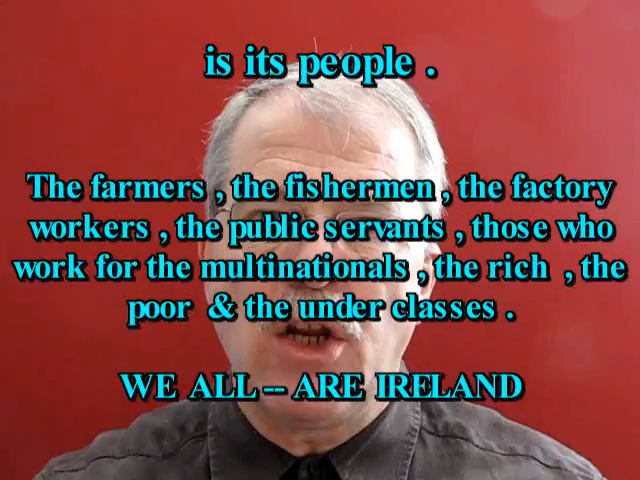 is its people .
The farmers , the fishermen , the factory
workers , the public servants , those who
work for the multinationals , the rich , the
poor & the under classes .
WE ALL -- ARE IRELAND